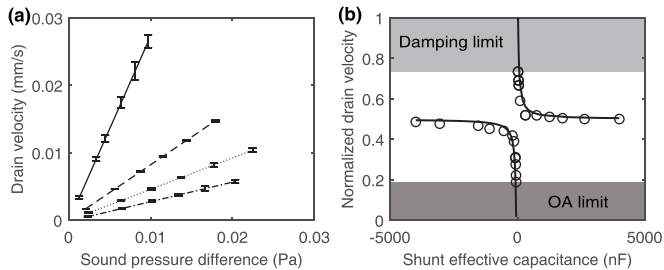 (a)
0.03
0.02
0.01
0
Drain velocity (mm/s)
0
0.01
0.02
0.03
Sound pressure difference (Pa)
(b)
1
0.8
0.6
0.4
0.2
0
Normalized drain velocity
Damping limit
OA limit
-5000
0
5000
Shunt effective capacitance (nF)